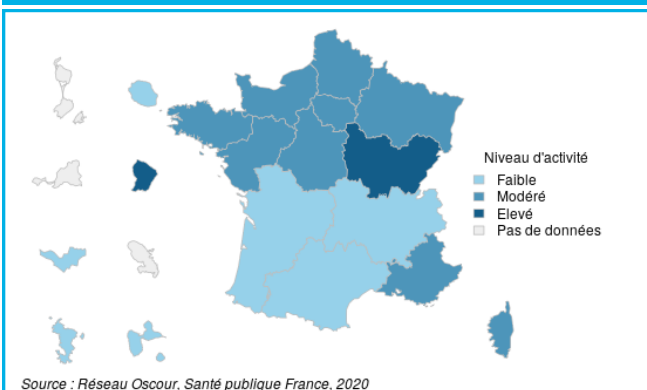 Niveau d'activité
Faible
Modéré
Elevé
Pas de données
Source : Réseau Oscour, Santé publique France, 2020